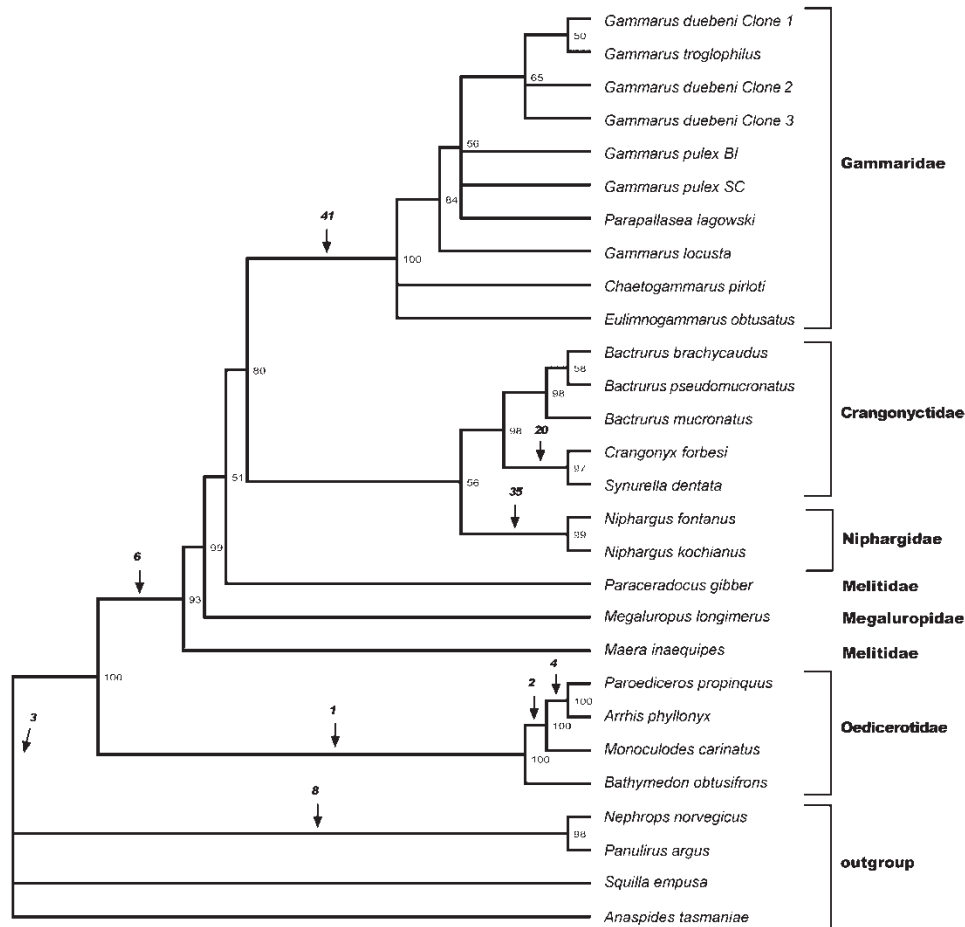 Gammarus duebeni Clone 1
50
Gammarus troglophilus
65
Gammarus duebeni Clone 2
Gammarus duebeni Clone 3
56
Gammarus pulex BI
Gammaridae
84
Gammarus pulex SC
41
Parapallasea lagowski
Gammarus locusta
100
Chaetogammarus pirloti
Eulimnogammarus obtusatus
Bactrurus brachycaudus
58
80
Bactrurus pseudomucronatus
98
Bactrurus mucronatus
Crangonyctidae
98
20
Crangonyx forbesi
97
51
56
Synurella dentata
35
Niphargus fontanus
99
Niphargidae
99
Niphargus kochianus
6
Paraceradocus gibber
Melitidae
93
Megaluropus longimerus
Megaluropidae
Maera inaequipes
Melitidae
100
4
Paroediceros propinquus
2
100
3
1
Arrhis phyllonyx
100
Oedicerotidae
Monoculodes carinatus
100
Bathymedon obtusifrons
8
Nephrops norvegicus
98
Panulirus argus
outgroup
Squilla empusa
Anaspides tasmaniae